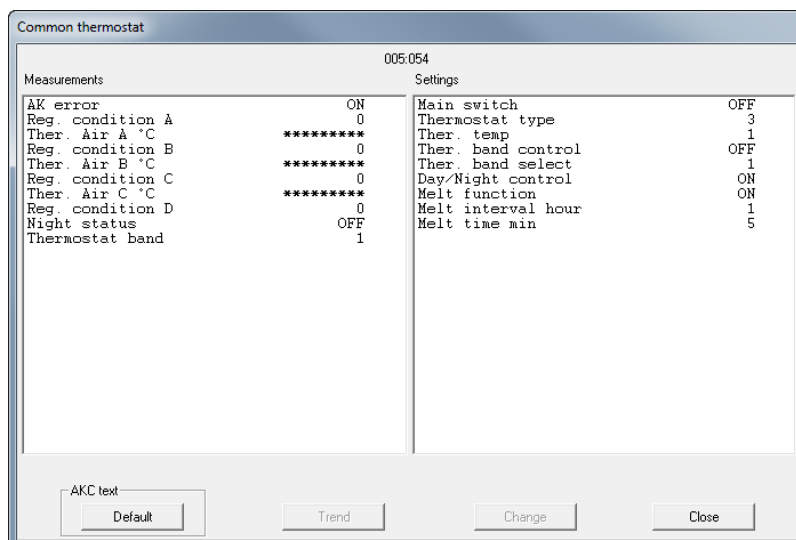 Common thermostat
005:054
Measurements
Settings
AK error ON
Reg. condition A 0
Ther. Air A °C *********
Reg. condition B 0
Ther. Air B °C *********
Reg. condition C 0
Ther. Air C °C *********
Reg. condition D 0
Night status OFF
Thermostat band 1
Main switch OFF
Thermostat type 3
Ther. temp 1
Ther. band control OFF
Ther. band select 1
Day/Night control ON
Melt function ON
Melt interval hour 1
Melt time min 5
AKC text
Default
Trend
Change
Close